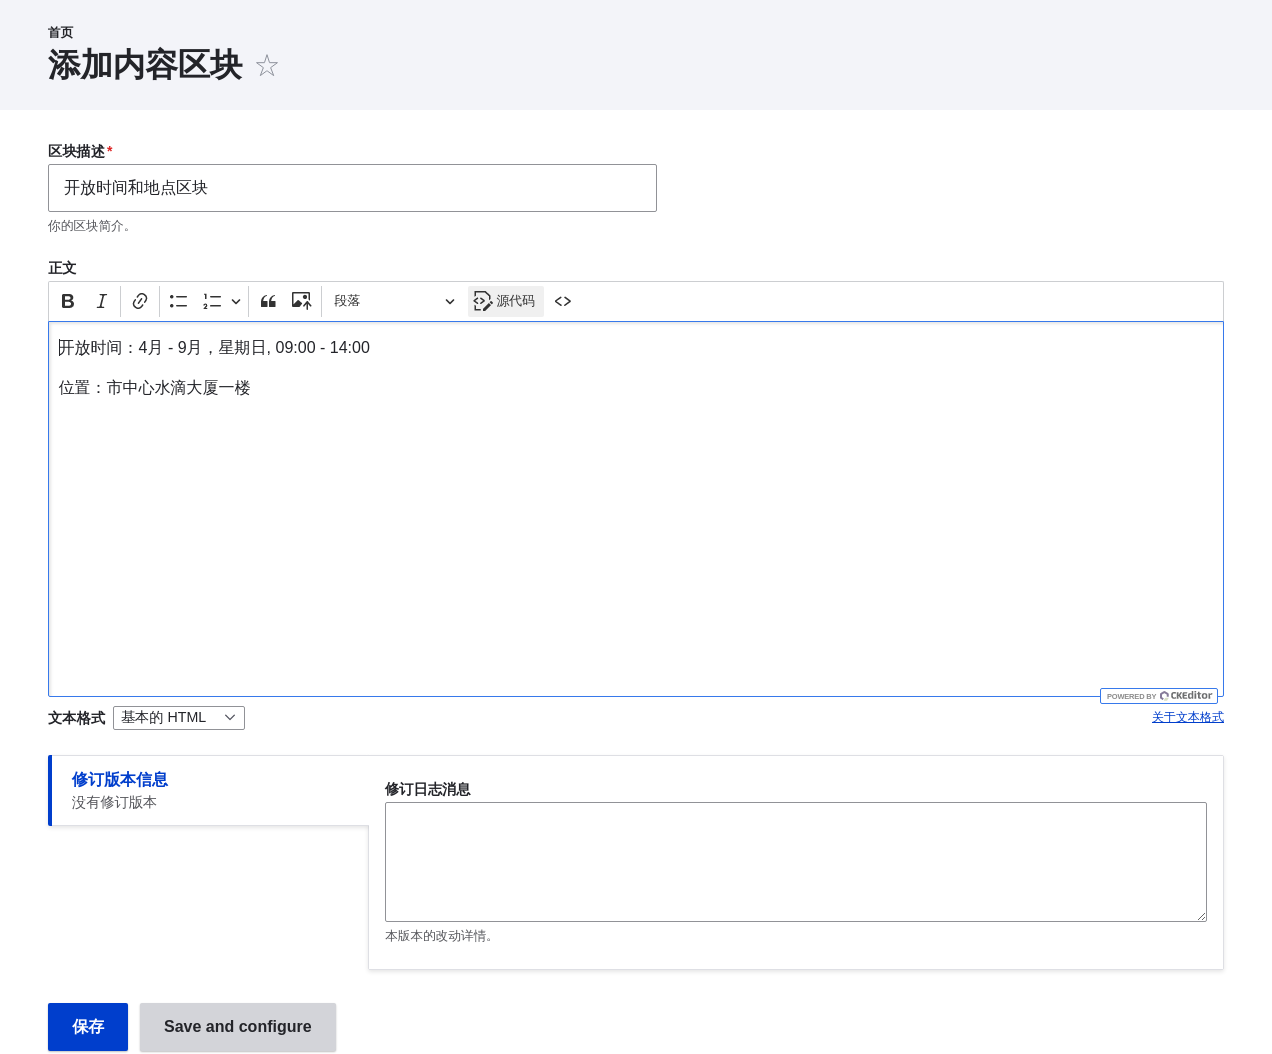 首页
添加内容区块
区块描述*
开放时间和地点区块
你的区块简介。
正文
段落 源代码
开放时间：4月 - 9月，星期日, 09:00 - 14:00
位置：市中心水滴大厦一楼
POWERED BY CKEditor
文本格式 基本的 HTML 关于文本格式
修订版本信息
没有修订版本
修订日志消息
本版本的改动详情。
保存 Save and configure